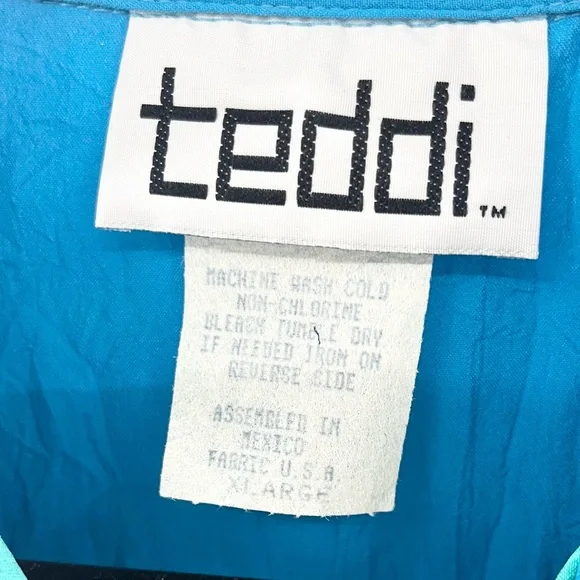 teddi
TM
MACHINE WASH COLD
NON-CHLORINE
BLEACH TUMBLE DRY
IF NEEDED IRON ON
REVERSE SIDE
ASSEMBLED IN
MEXICO
FABRIC U.S.A.
XLARGE